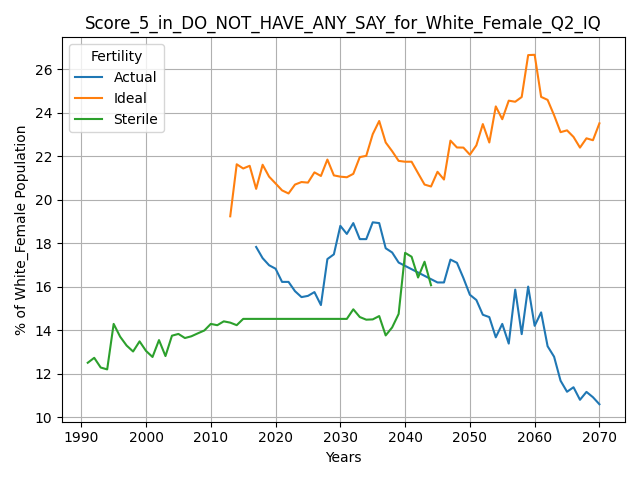 Score_5_in_DO_NOT_HAVE_ANY_SAY_for_White_Female_Q2_IQ
Fertility
Actual
Ideal
Sterile
% of White_Female Population
26
24
22
20
18
16
14
12
10
1990 2000 2010 2020 2030 2040 2050 2060 2070
Years